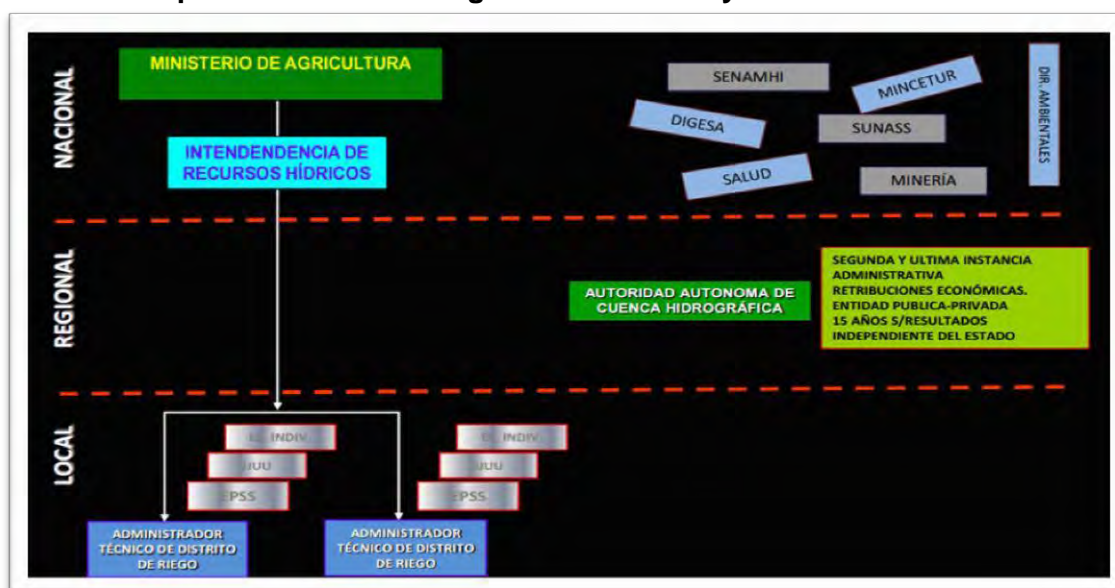 NACIONAL
MINISTERIO DE AGRICULTURA
INTENDENDENCIA DE
RECURSOS HÍDRICOS
SENAMHI
MINCETUR
DIGESA
SUNASS
SALUD
MINERÍA
DIR. AMBIENTALES
REGIONAL
AUTORIDAD AUTONOMA DE
CUENCA HIDROGRÁFICA
SEGUNDA Y ULTIMA INSTANCIA
ADMINISTRATIVA
RETRIBUCIONES ECONÓMICAS.
ENTIDAD PUBLICA-PRIVADA
15 AÑOS S/RESULTADOS
INDEPENDIENTE DEL ESTADO
LOCAL
INDIV.
JUU
EPSS
ADMINISTRADOR
TÉCNICO DE DISTRITO
DE RIEGO
INDIV.
JUU
EPSS
ADMINISTRADOR
TÉCNICO DE DISTRITO
DE RIEGO